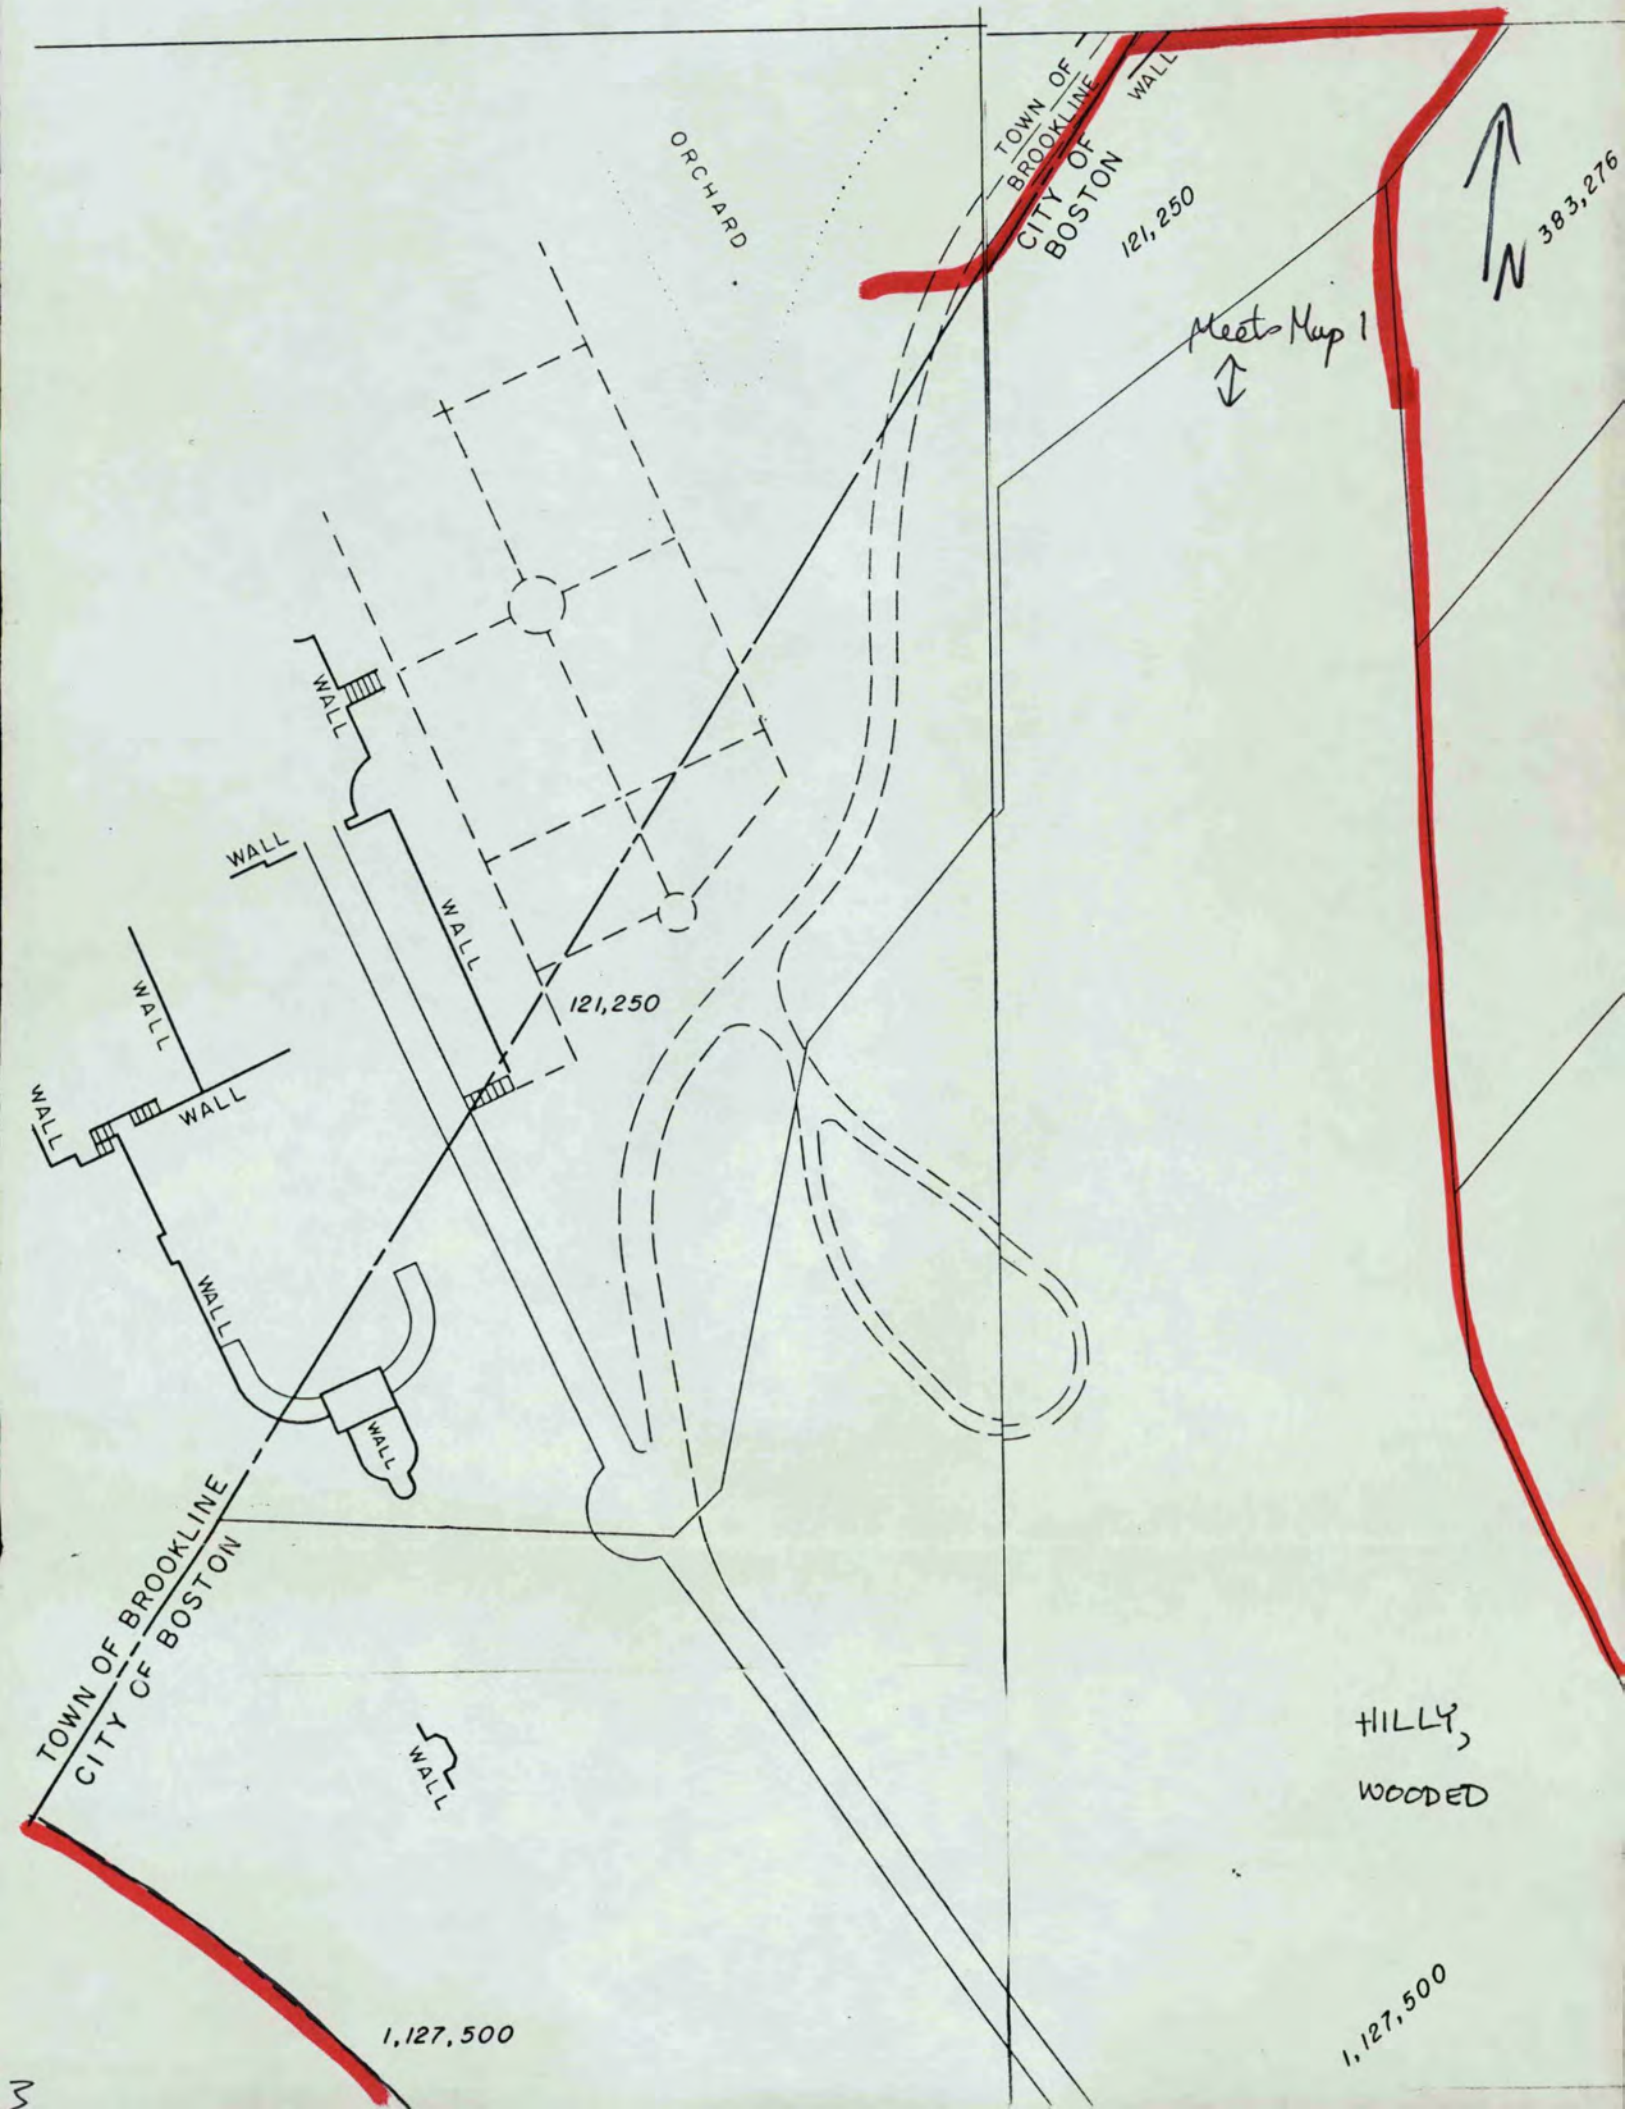 TOWN OF
BROOKLINE
CITY OF
BOSTON
WALL
ORCHARD
121,250
N
383,276
Meets Map 1
WALL
WALL
WALL
121,250
WALL
WALL
WALL
WALL
WALL
TOWN OF BROOKLINE
CITY OF BOSTON
WALL
HILLY,
WOODED
1,127,500
1,127,500
3